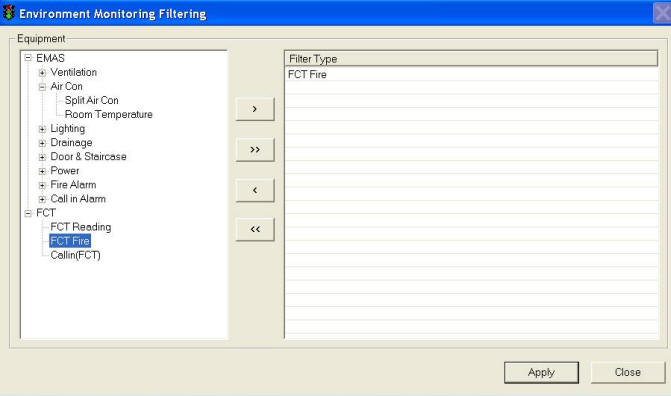 Environment Monitoring Filtering
Equipment
EMAS
Ventilation
Air Con
Split Air Con
Room Temperature
Lighting
Drainage
Door & Staircase
Power
Fire Alarm
Call in Alarm
FCT
FCT Reading
FCT Fire
Callin(FCT)
>
>>
<
<<
Filter Type
FCT Fire
Apply
Close